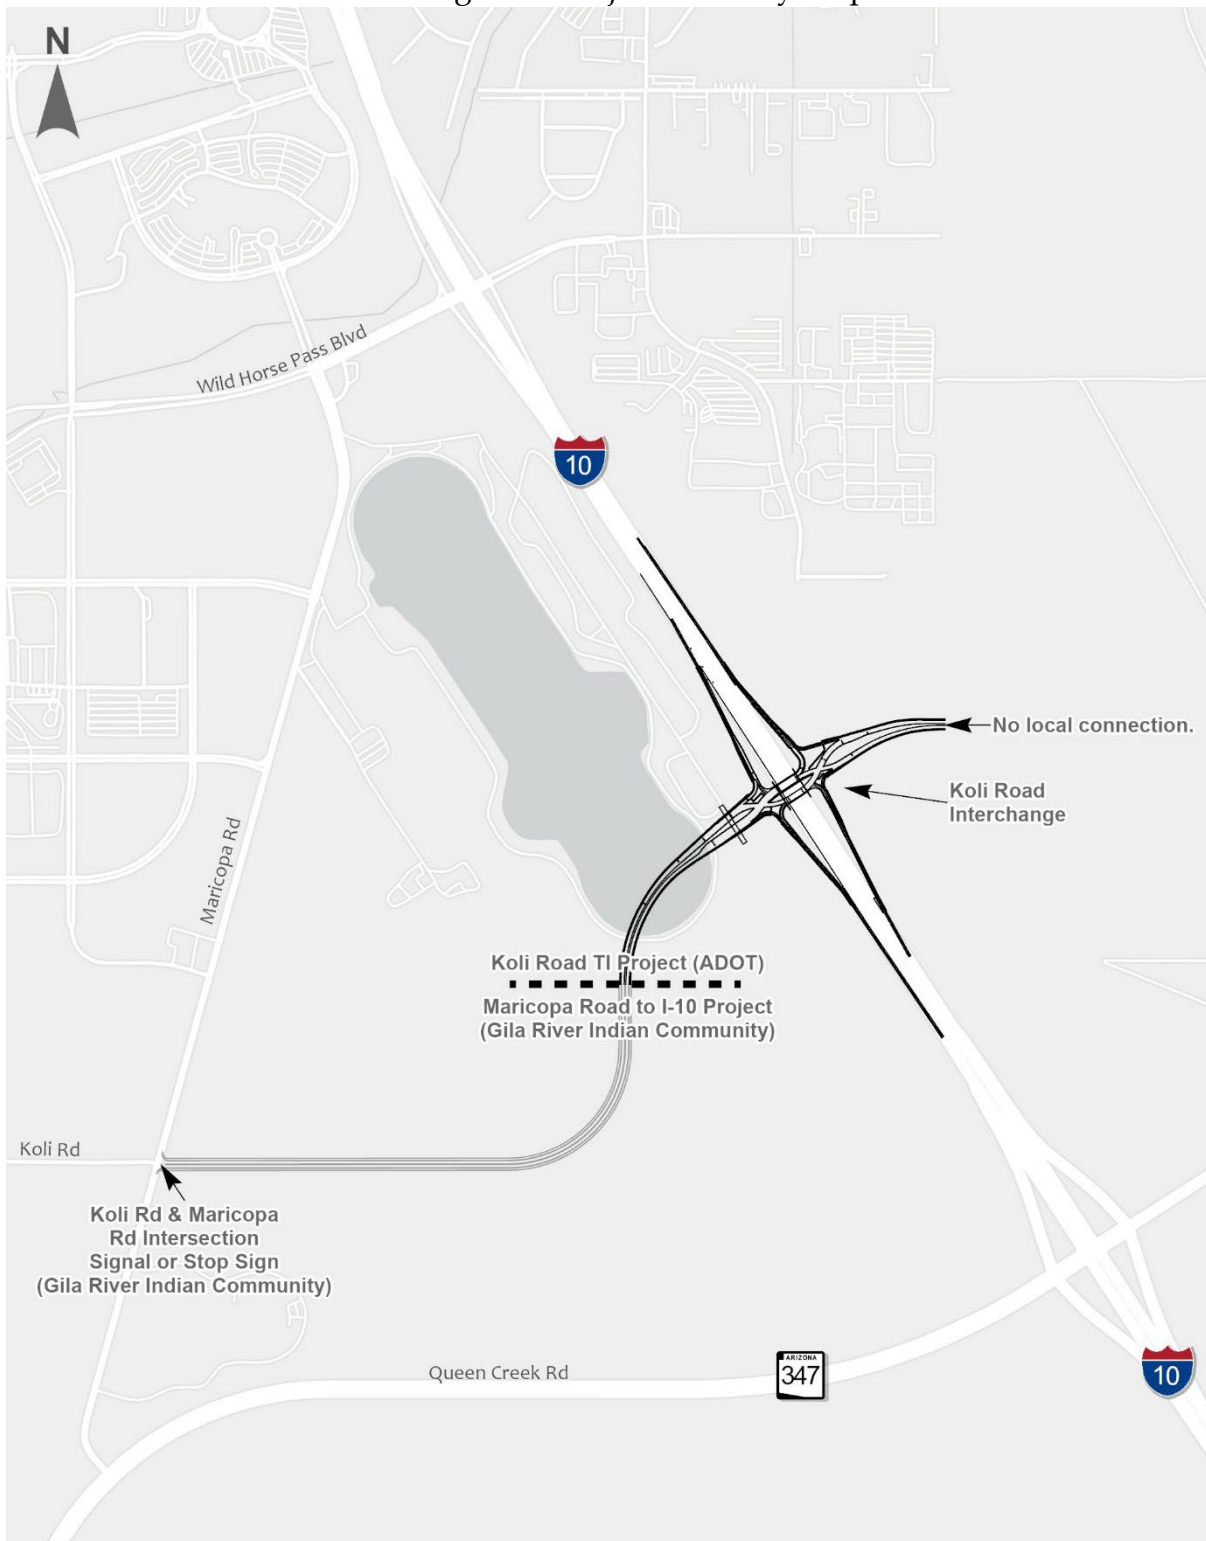 N
Wild Horse Pass Blvd
10
No local connection.
Koli Road
Interchange
Maricopa Rd
Koli Road TI Project (ADOT)
Maricopa Road to I-10 Project
(Gila River Indian Community)
Koli Rd
Koli Rd & Maricopa
Rd Intersection
Signal or Stop Sign
(Gila River Indian Community)
Queen Creek Rd
ARIZONA
347
10